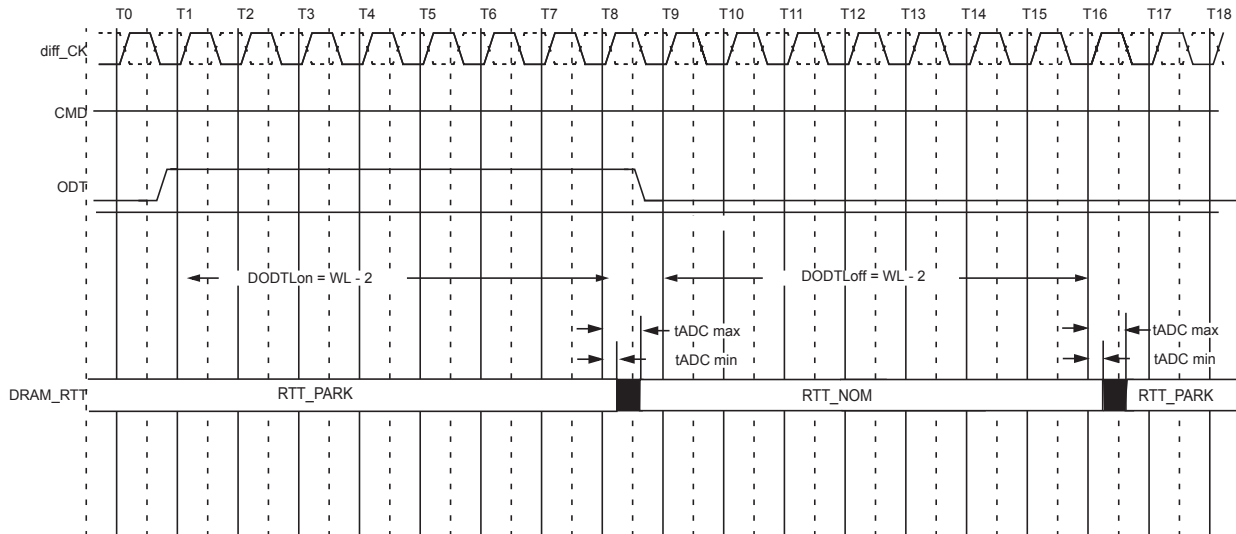 T0 T1 T2 T3 T4 T5 T6 T7 T8 T9 T10 T11 T12 T13 T14 T15 T16 T17 T18
diff_CK
CMD
ODT
DODTLon = WL - 2
DODTLoff = WL - 2
tADC max
tADC max
tADC min
tADC min
DRAM_RTT
RTT_PARK
RTT_NOM
RTT_PARK